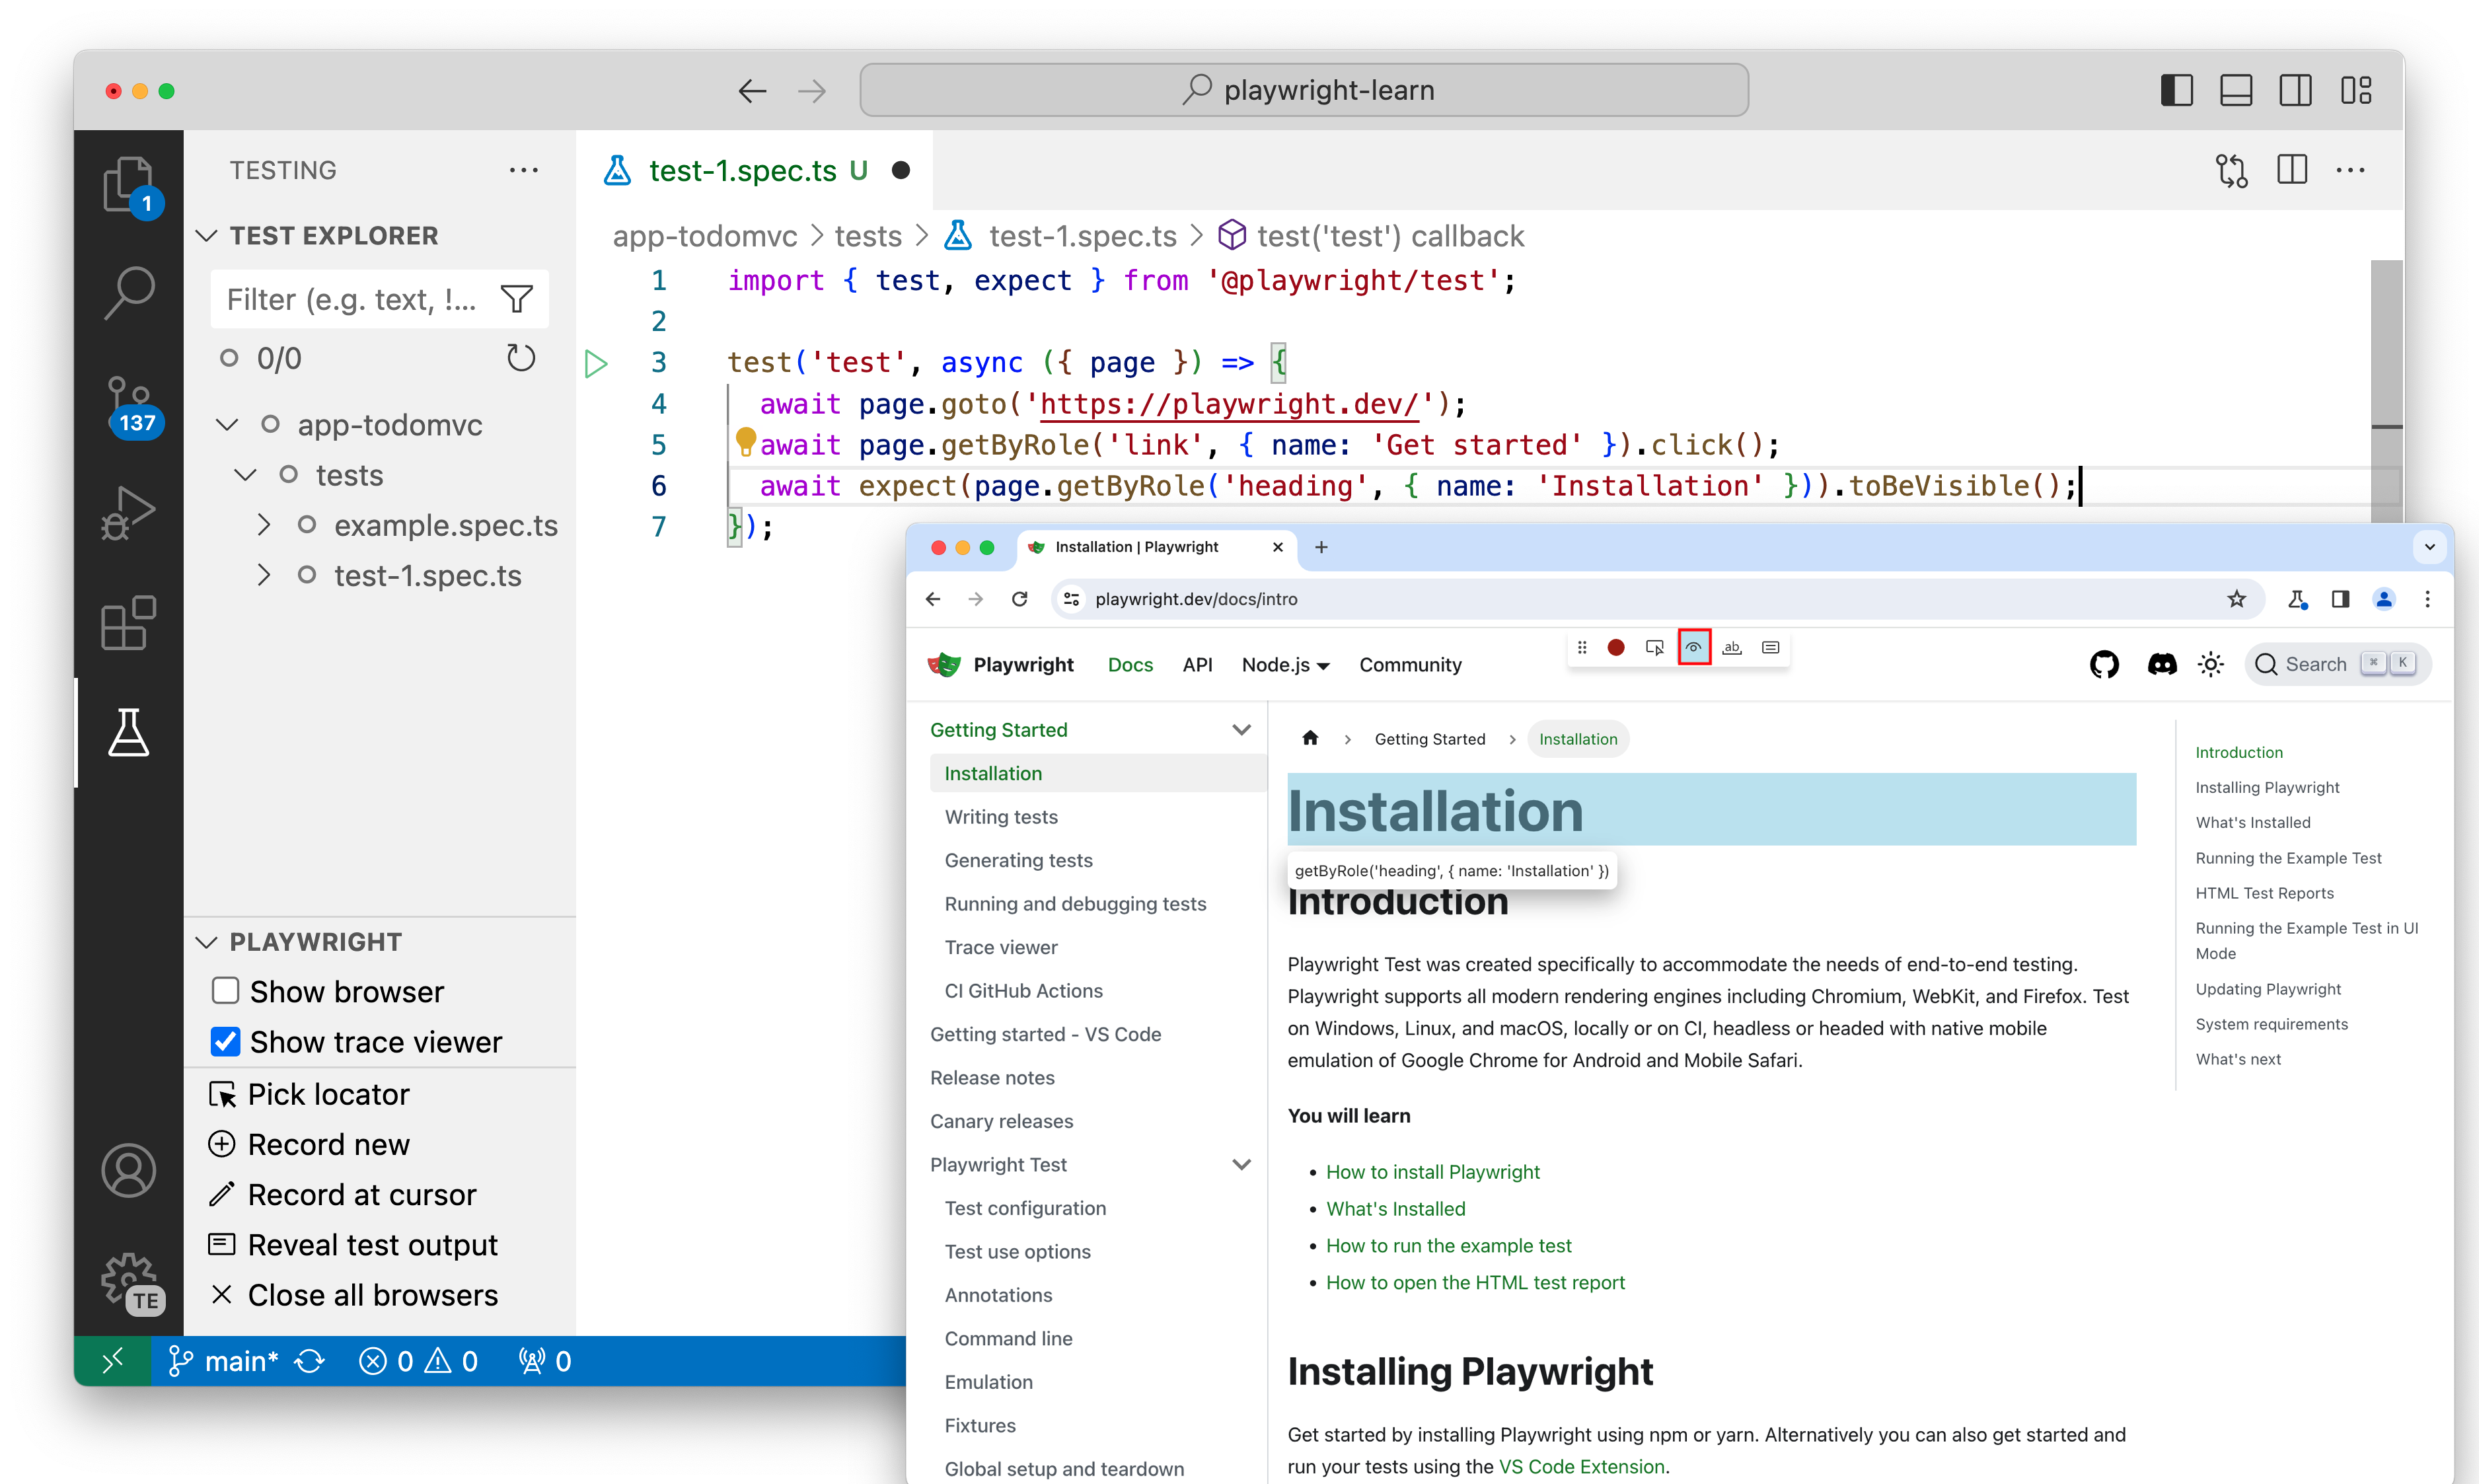 playwright-learn
TESTING
TEST EXPLORER
Filter (e.g. text, !...
0/0
app-todomvc
tests
example.spec.ts
test-1.spec.ts
PLAYWRIGHT
Show browser
Show trace viewer
Pick locator
Record new
Record at cursor
Reveal test output
Close all browsers
1
137
TE
main* 0 0 0
test-1.spec.ts U
app-todomvc > tests > test-1.spec.ts > test('test') callback
1 import { test, expect } from '@playwright/test';
2
3 test('test', async ({ page }) => {
4 await page.goto('https://playwright.dev/');
5 await page.getByRole('link', { name: 'Get started' }).click();
6 await expect(page.getByRole('heading', { name: 'Installation' })).toBeVisible();
7 });
Installation | Playwright
playwright.dev/docs/intro
Playwright Docs API Node.js Community
ab
Search ⌘ K
Getting Started
Installation
Writing tests
Generating tests
Running and debugging tests
Trace viewer
CI GitHub Actions
Getting started - VS Code
Release notes
Canary releases
Playwright Test
Test configuration
Test use options
Annotations
Command line
Emulation
Fixtures
Global setup and teardown
Getting Started > Installation
Installation
getByRole('heading', { name: 'Installation' })
Introduction
Playwright Test was created specifically to accommodate the needs of end-to-end testing.
Playwright supports all modern rendering engines including Chromium, WebKit, and Firefox. Test
on Windows, Linux, and macOS, locally or on CI, headless or headed with native mobile
emulation of Google Chrome for Android and Mobile Safari.
You will learn
• How to install Playwright
• What's Installed
• How to run the example test
• How to open the HTML test report
Installing Playwright
Get started by installing Playwright using npm or yarn. Alternatively you can also get started and
run your tests using the VS Code Extension.
Introduction
Installing Playwright
What's Installed
Running the Example Test
HTML Test Reports
Running the Example Test in UI
Mode
Updating Playwright
System requirements
What's next